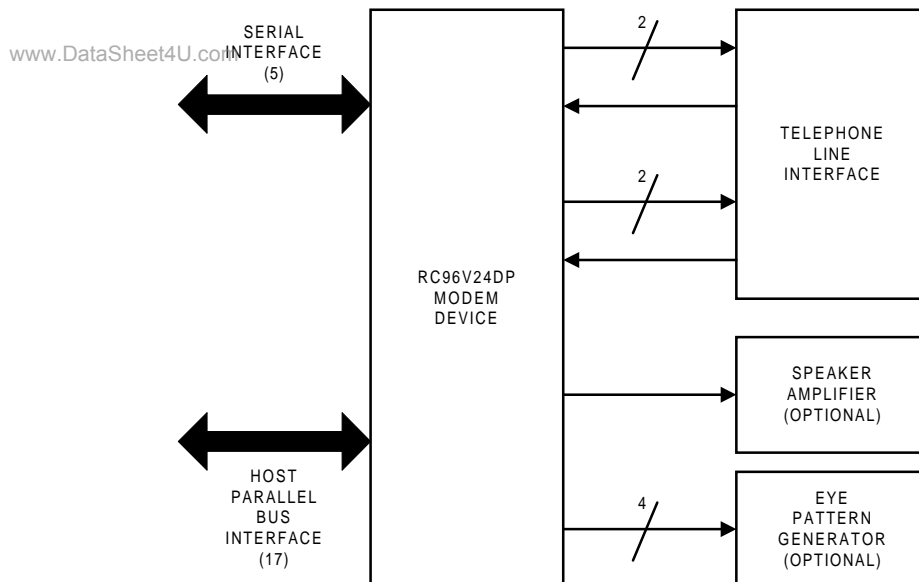 www.DataSheet4U.com
SERIAL
INTERFACE
(5)
2
TELEPHONE
LINE
INTERFACE
2
RC96V24DP
MODEM
DEVICE
SPEAKER
AMPLIFIER
(OPTIONAL)
HOST
PARALLEL
BUS
INTERFACE
(17)
4
EYE
PATTERN
GENERATOR
(OPTIONAL)